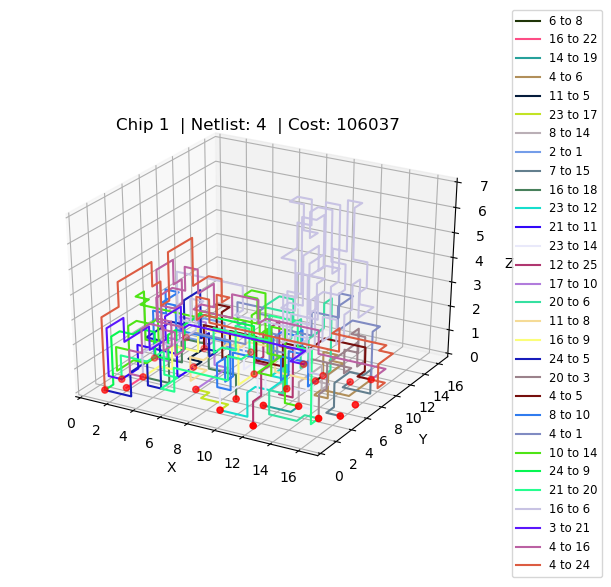 Chip 1 | Netlist: 4 | Cost: 106037
7
6
5
4
3
2
1
0
Z
0 2 4 6 8 10 12 14 16
X
0 2 4 6 8 10 12 14 16
Y
6 to 8
16 to 22
14 to 19
4 to 6
11 to 5
23 to 17
8 to 14
2 to 1
7 to 15
16 to 18
23 to 12
21 to 11
23 to 14
12 to 25
17 to 10
20 to 6
11 to 8
16 to 9
24 to 5
20 to 3
4 to 5
8 to 10
4 to 1
10 to 14
24 to 9
21 to 20
16 to 6
3 to 21
4 to 16
4 to 24